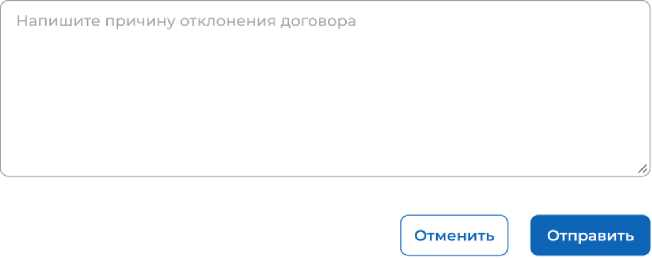 Напишите причину отклонения договора
Отменить
Отправить